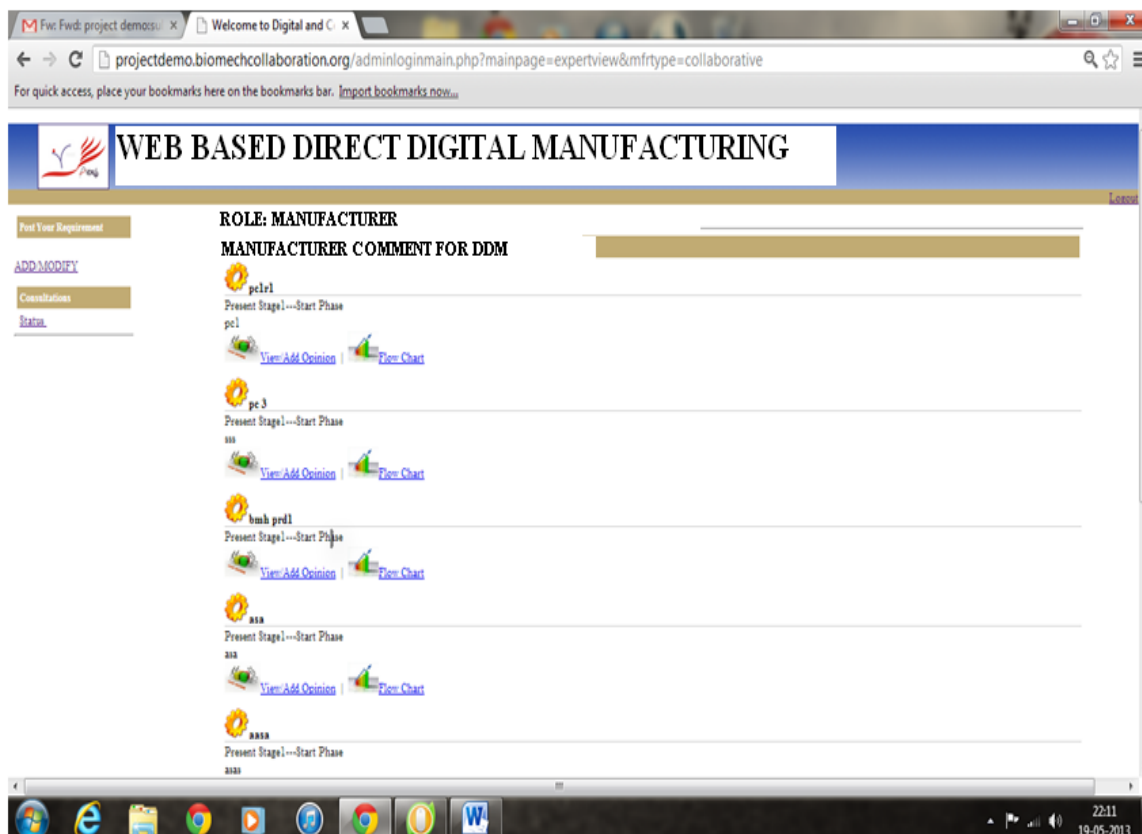 Fw: Fwd: project demo:su
Welcome to Digital and C
projectdemo.biomechcollaboration.org/adminloginmain.php?mainpage=expertview&mfrtype=collaborative
For quick access, place your bookmarks here on the bookmarks bar. Import bookmarks now...
WEB BASED DIRECT DIGITAL MANUFACTURING
Logout
Post Your Requirement
ADD/MODIFY
Consultations
Status
ROLE: MANUFACTURER
MANUFACTURER COMMENT FOR DDM
pc1r1
Present Stage1---Start Phase
pc1
View/Add Opinion | Flow Chart
pc 3
Present Stage1---Start Phase
sss
View/Add Opinion | Flow Chart
bmh prd1
Present Stage1---Start Phase
View/Add Opinion | Flow Chart
asa
Present Stage1---Start Phase
asa
View/Add Opinion | Flow Chart
aasa
Present Stage1---Start Phase
asas
22:11
19-05-2013